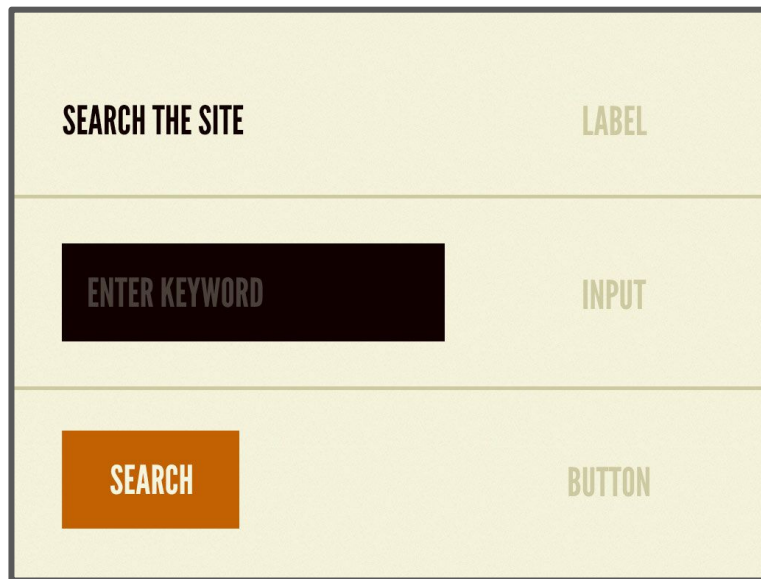 SEARCH THE SITE LABEL
ENTER KEYWORD INPUT
SEARCH BUTTON